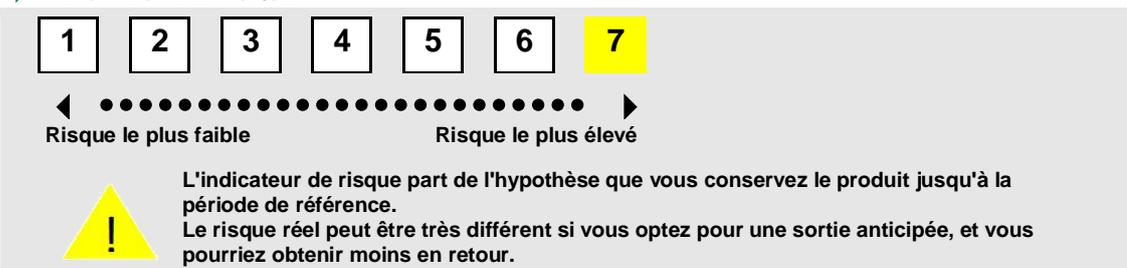 1 2 3 4 5 6 7
Risque le plus faible Risque le plus élevé
L'indicateur de risque part de l'hypothèse que vous conservez le produit jusqu'à la
période de référence.
! Le risque réel peut être très différent si vous optez pour une sortie anticipée, et vous
pourriez obtenir moins en retour.